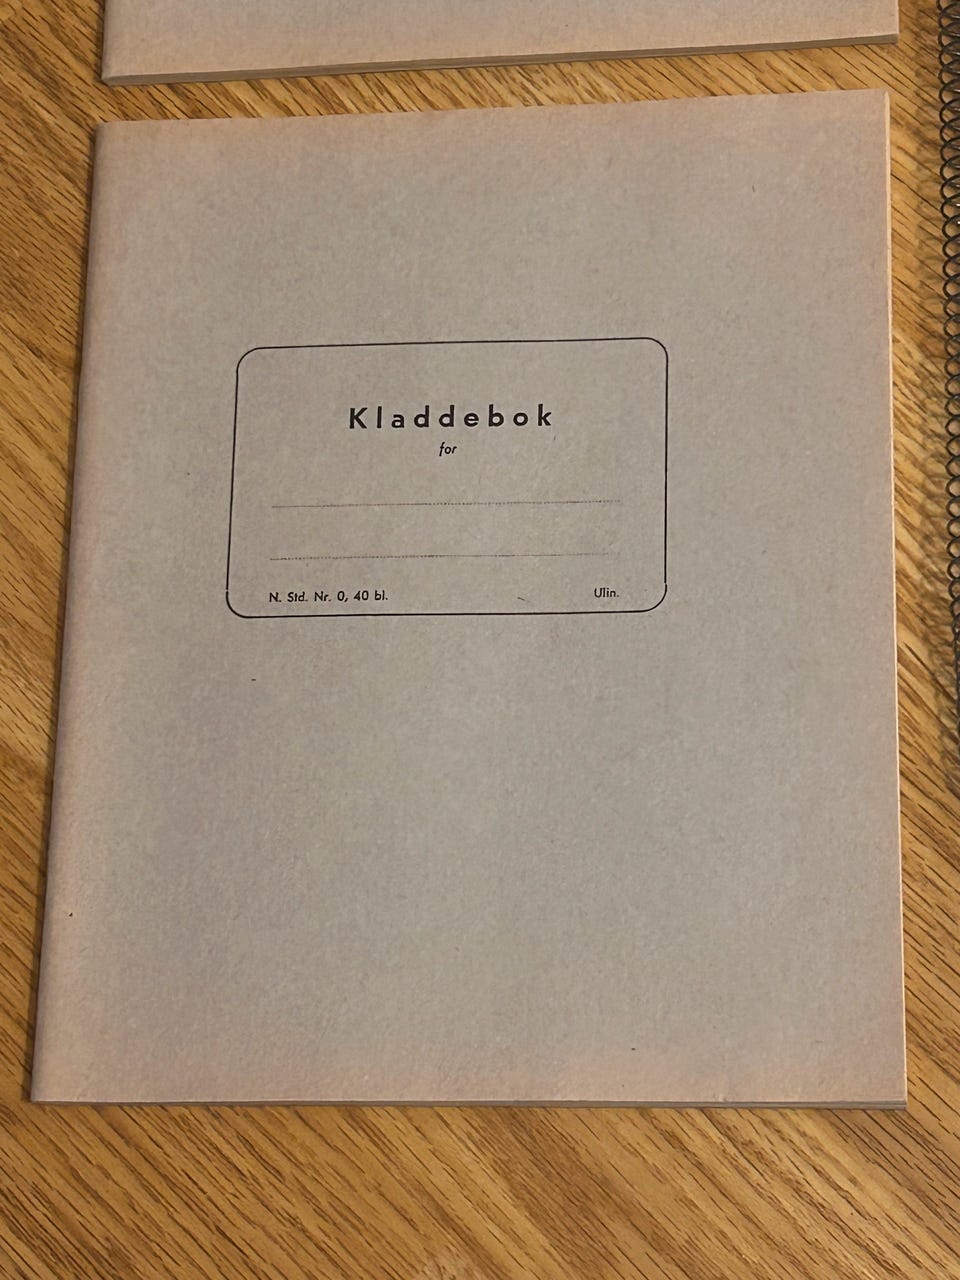 Kladdebok
for
N. Std. Nr. 0, 40 bl. Ulin.